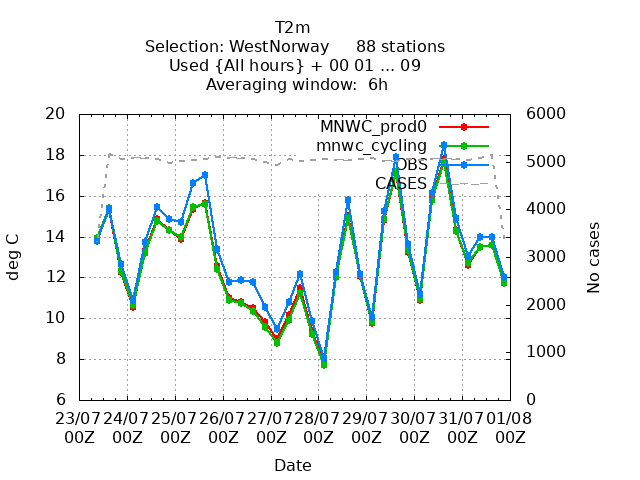 T2m
Selection: WestNorway 88 stations
Used {All hours} + 00 01 ... 09
Averaging window: 6h
20 6000
MNWC_prod0
mnwc_cycling
18 5000
OBS
CASES
16
4000
14
deg C
No cases
3000
12
2000
10
8 1000
6 0
23/07 24/07 25/07 26/07 27/07 28/07 29/07 30/07 31/07 01/08
00Z 00Z 00Z 00Z 00Z 00Z 00Z 00Z 00Z 00Z
Date